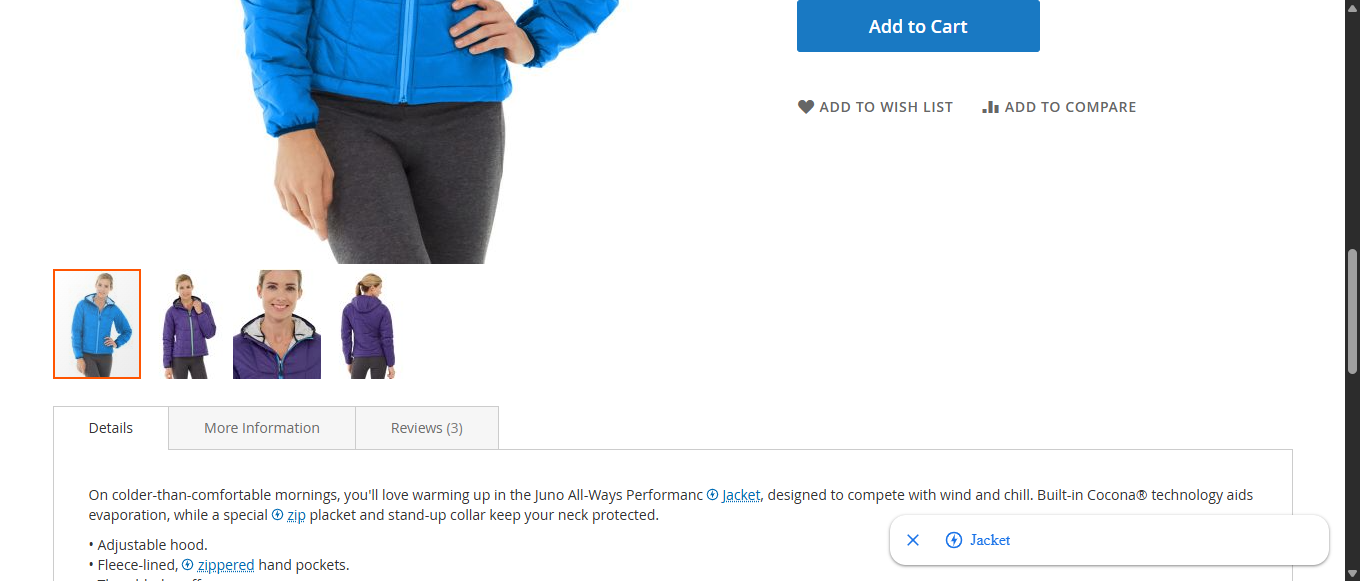 Add to Cart
ADD TO WISH LIST
ADD TO COMPARE
Details
More Information
Reviews (3)
On colder-than-comfortable mornings, you'll love warming up in the Juno All-Ways Performanc Jacket, designed to compete with wind and chill. Built-in Cocona® technology aids
evaporation, while a special zip placket and stand-up collar keep your neck protected.
• Adjustable hood.
• Fleece-lined, zippered hand pockets.
Jacket